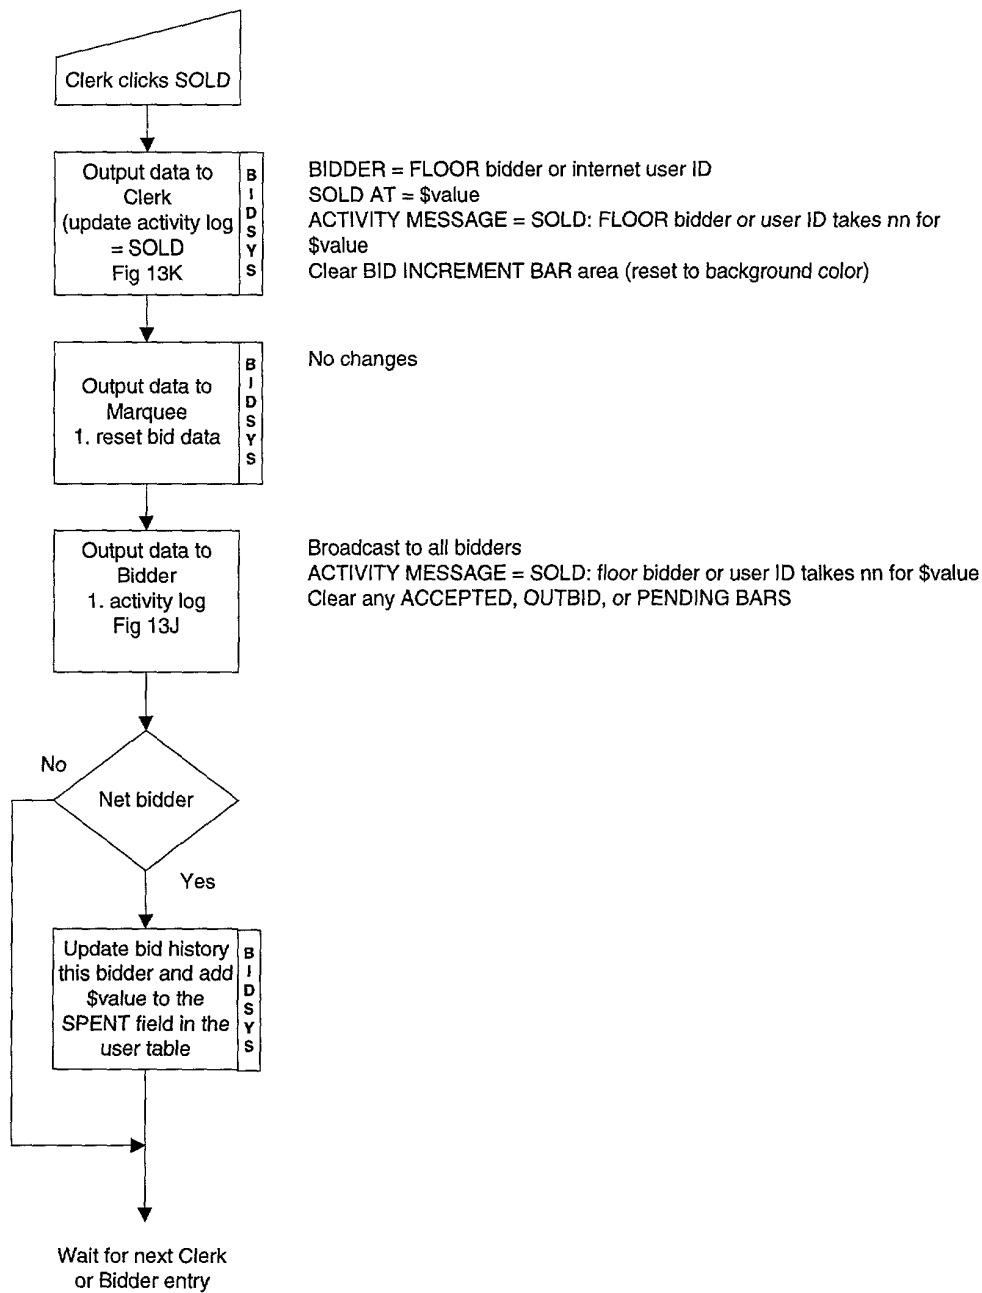 Clerk clicks SOLD
Output data to
Clerk
(update activity log
= SOLD
Fig 13K
BIDSYS
BIDDER = FLOOR bidder or internet user ID
SOLD AT = $value
ACTIVITY MESSAGE = SOLD: FLOOR bidder or user ID takes nn for
$value
Clear BID INCREMENT BAR area (reset to background color)
Output data to
Marquee
1. reset bid data
BIDSYS
No changes
Output data to
Bidder
1. activity log
Fig 13J
Broadcast to all bidders
ACTIVITY MESSAGE = SOLD: floor bidder or user ID talkes nn for $value
Clear any ACCEPTED, OUTBID, or PENDING BARS
No
Net bidder
Yes
Update bid history
this bidder and add
$value to the
SPENT field in the
user table
BIDSYS
Wait for next Clerk
or Bidder entry